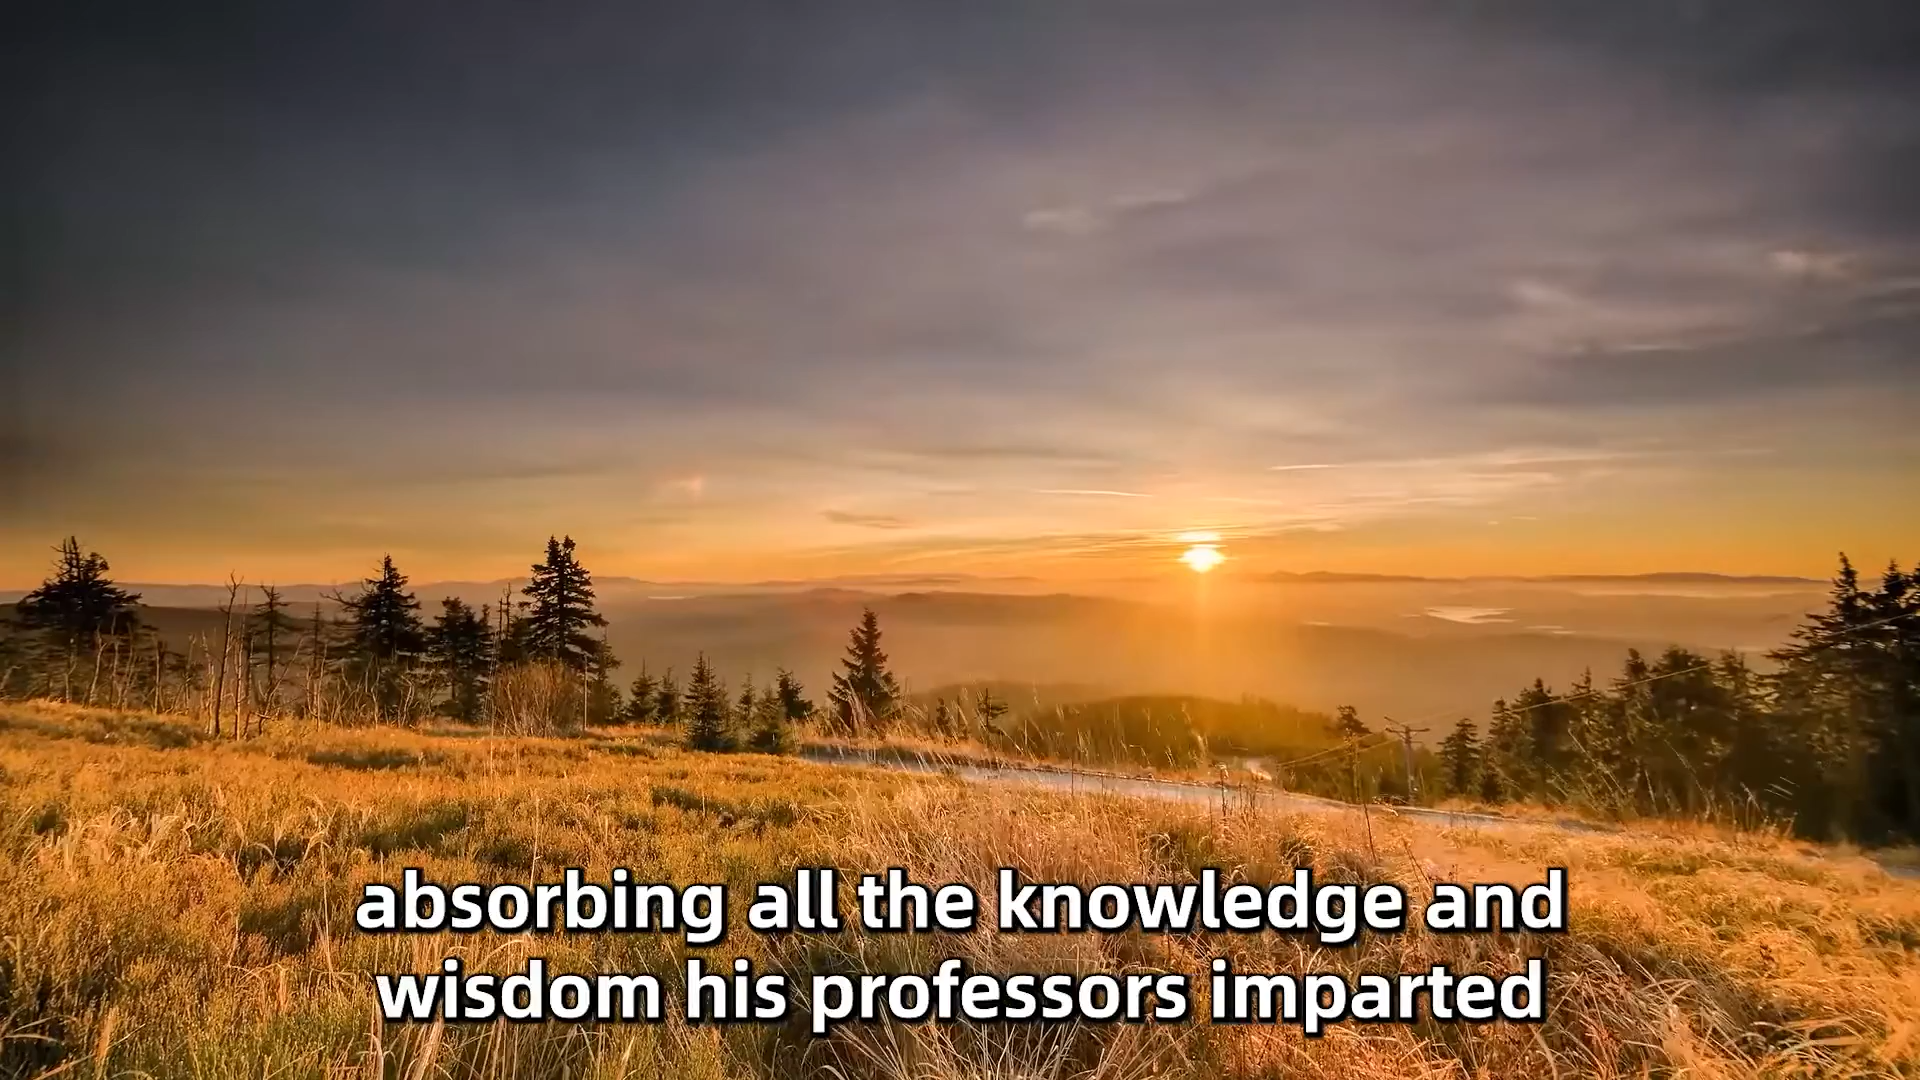 absorbing all the knowledge and
wisdom his professors imparted